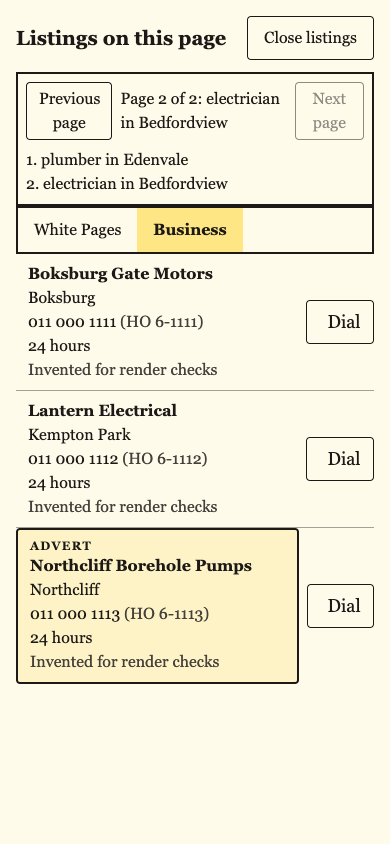 Listings on this page
Close listings
Previous
page
Page 2 of 2: electrician
in Bedfordview
Next
page
1. plumber in Edenvale
2. electrician in Bedfordview
White Pages
Business
Boksburg Gate Motors
Boksburg
011 000 1111 (HO 6-1111)
24 hours
Invented for render checks
Dial
Lantern Electrical
Kempton Park
011 000 1112 (HO 6-1112)
24 hours
Invented for render checks
Dial
ADVERT
Northcliff Borehole Pumps
Northcliff
011 000 1113 (HO 6-1113)
24 hours
Invented for render checks
Dial